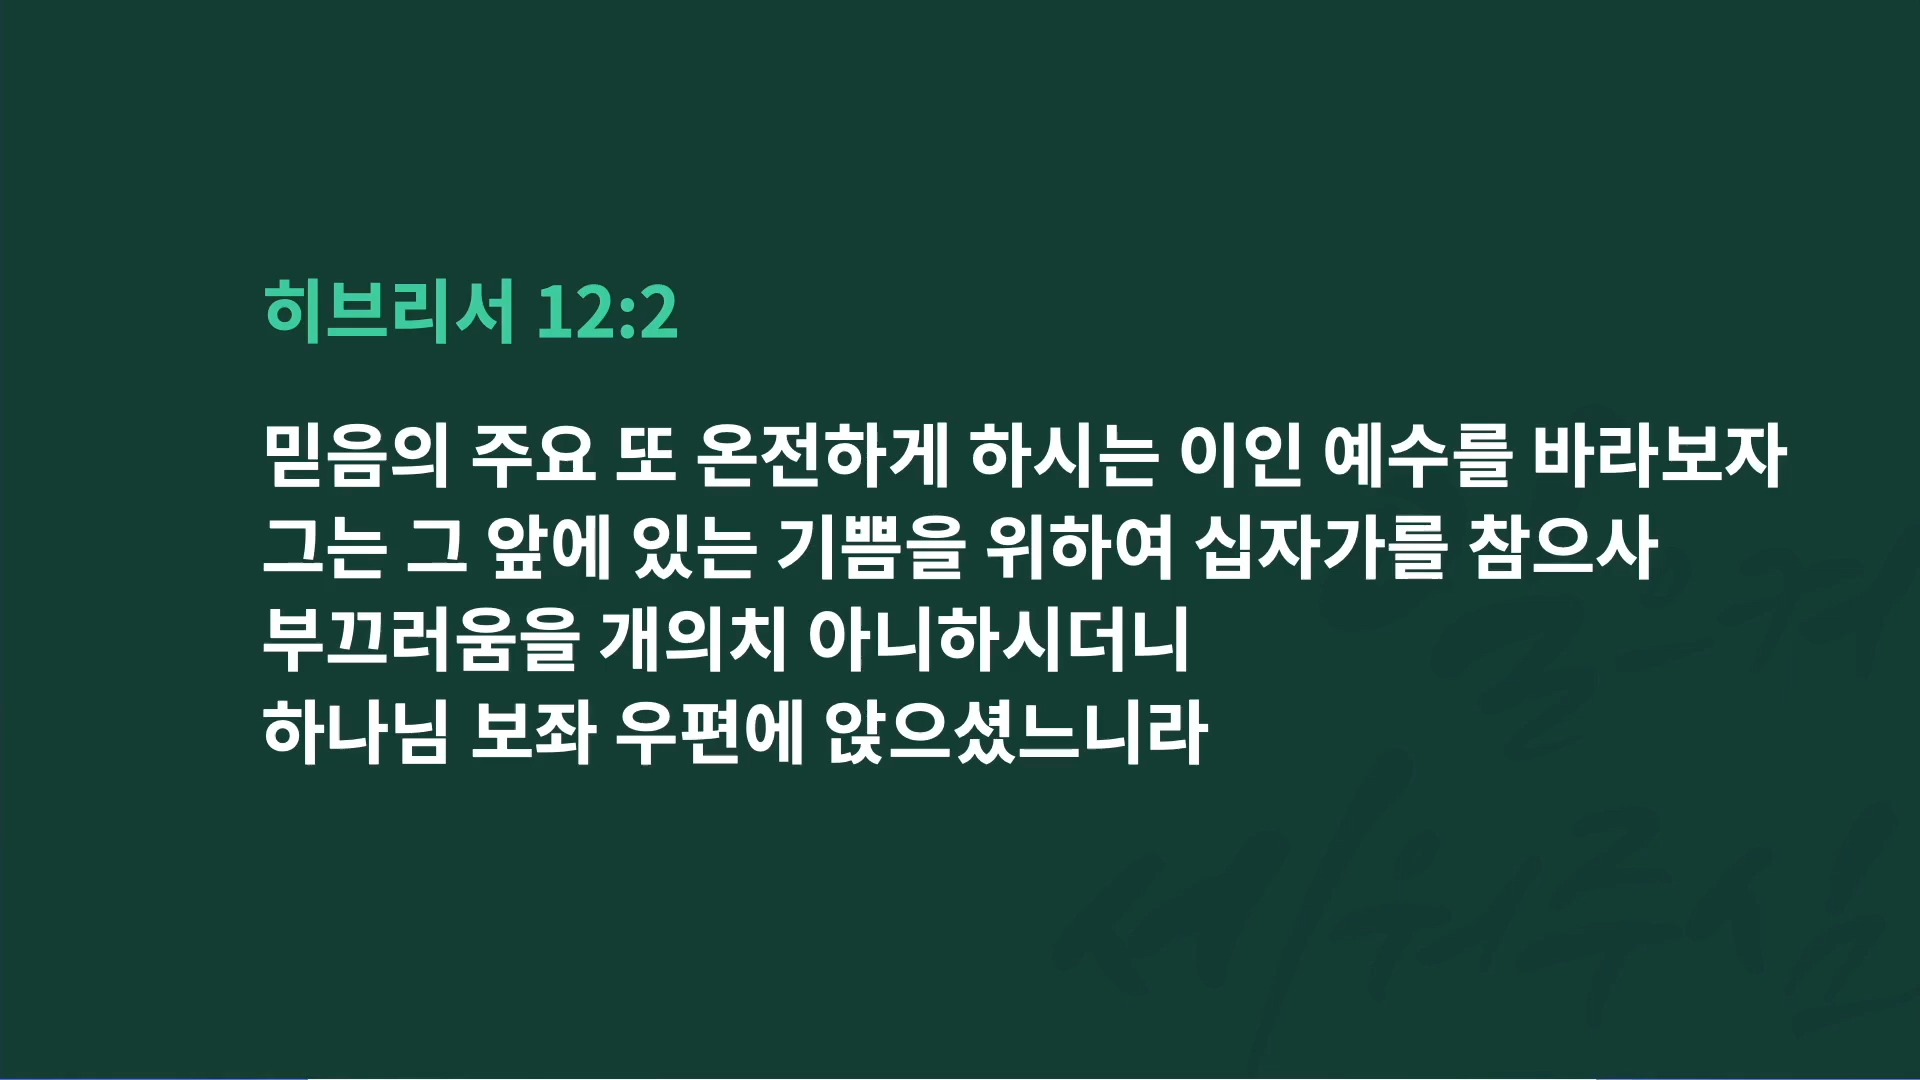 히브리서 12:2
믿음의 주요 또 온전하게 하시는 이인 예수를 바라보자
그는 그 앞에 있는 기쁨을 위하여 십자가를 참으사
부끄러움을 개의치 아니하시더니
하나님 보좌 우편에 앉으셨느니라